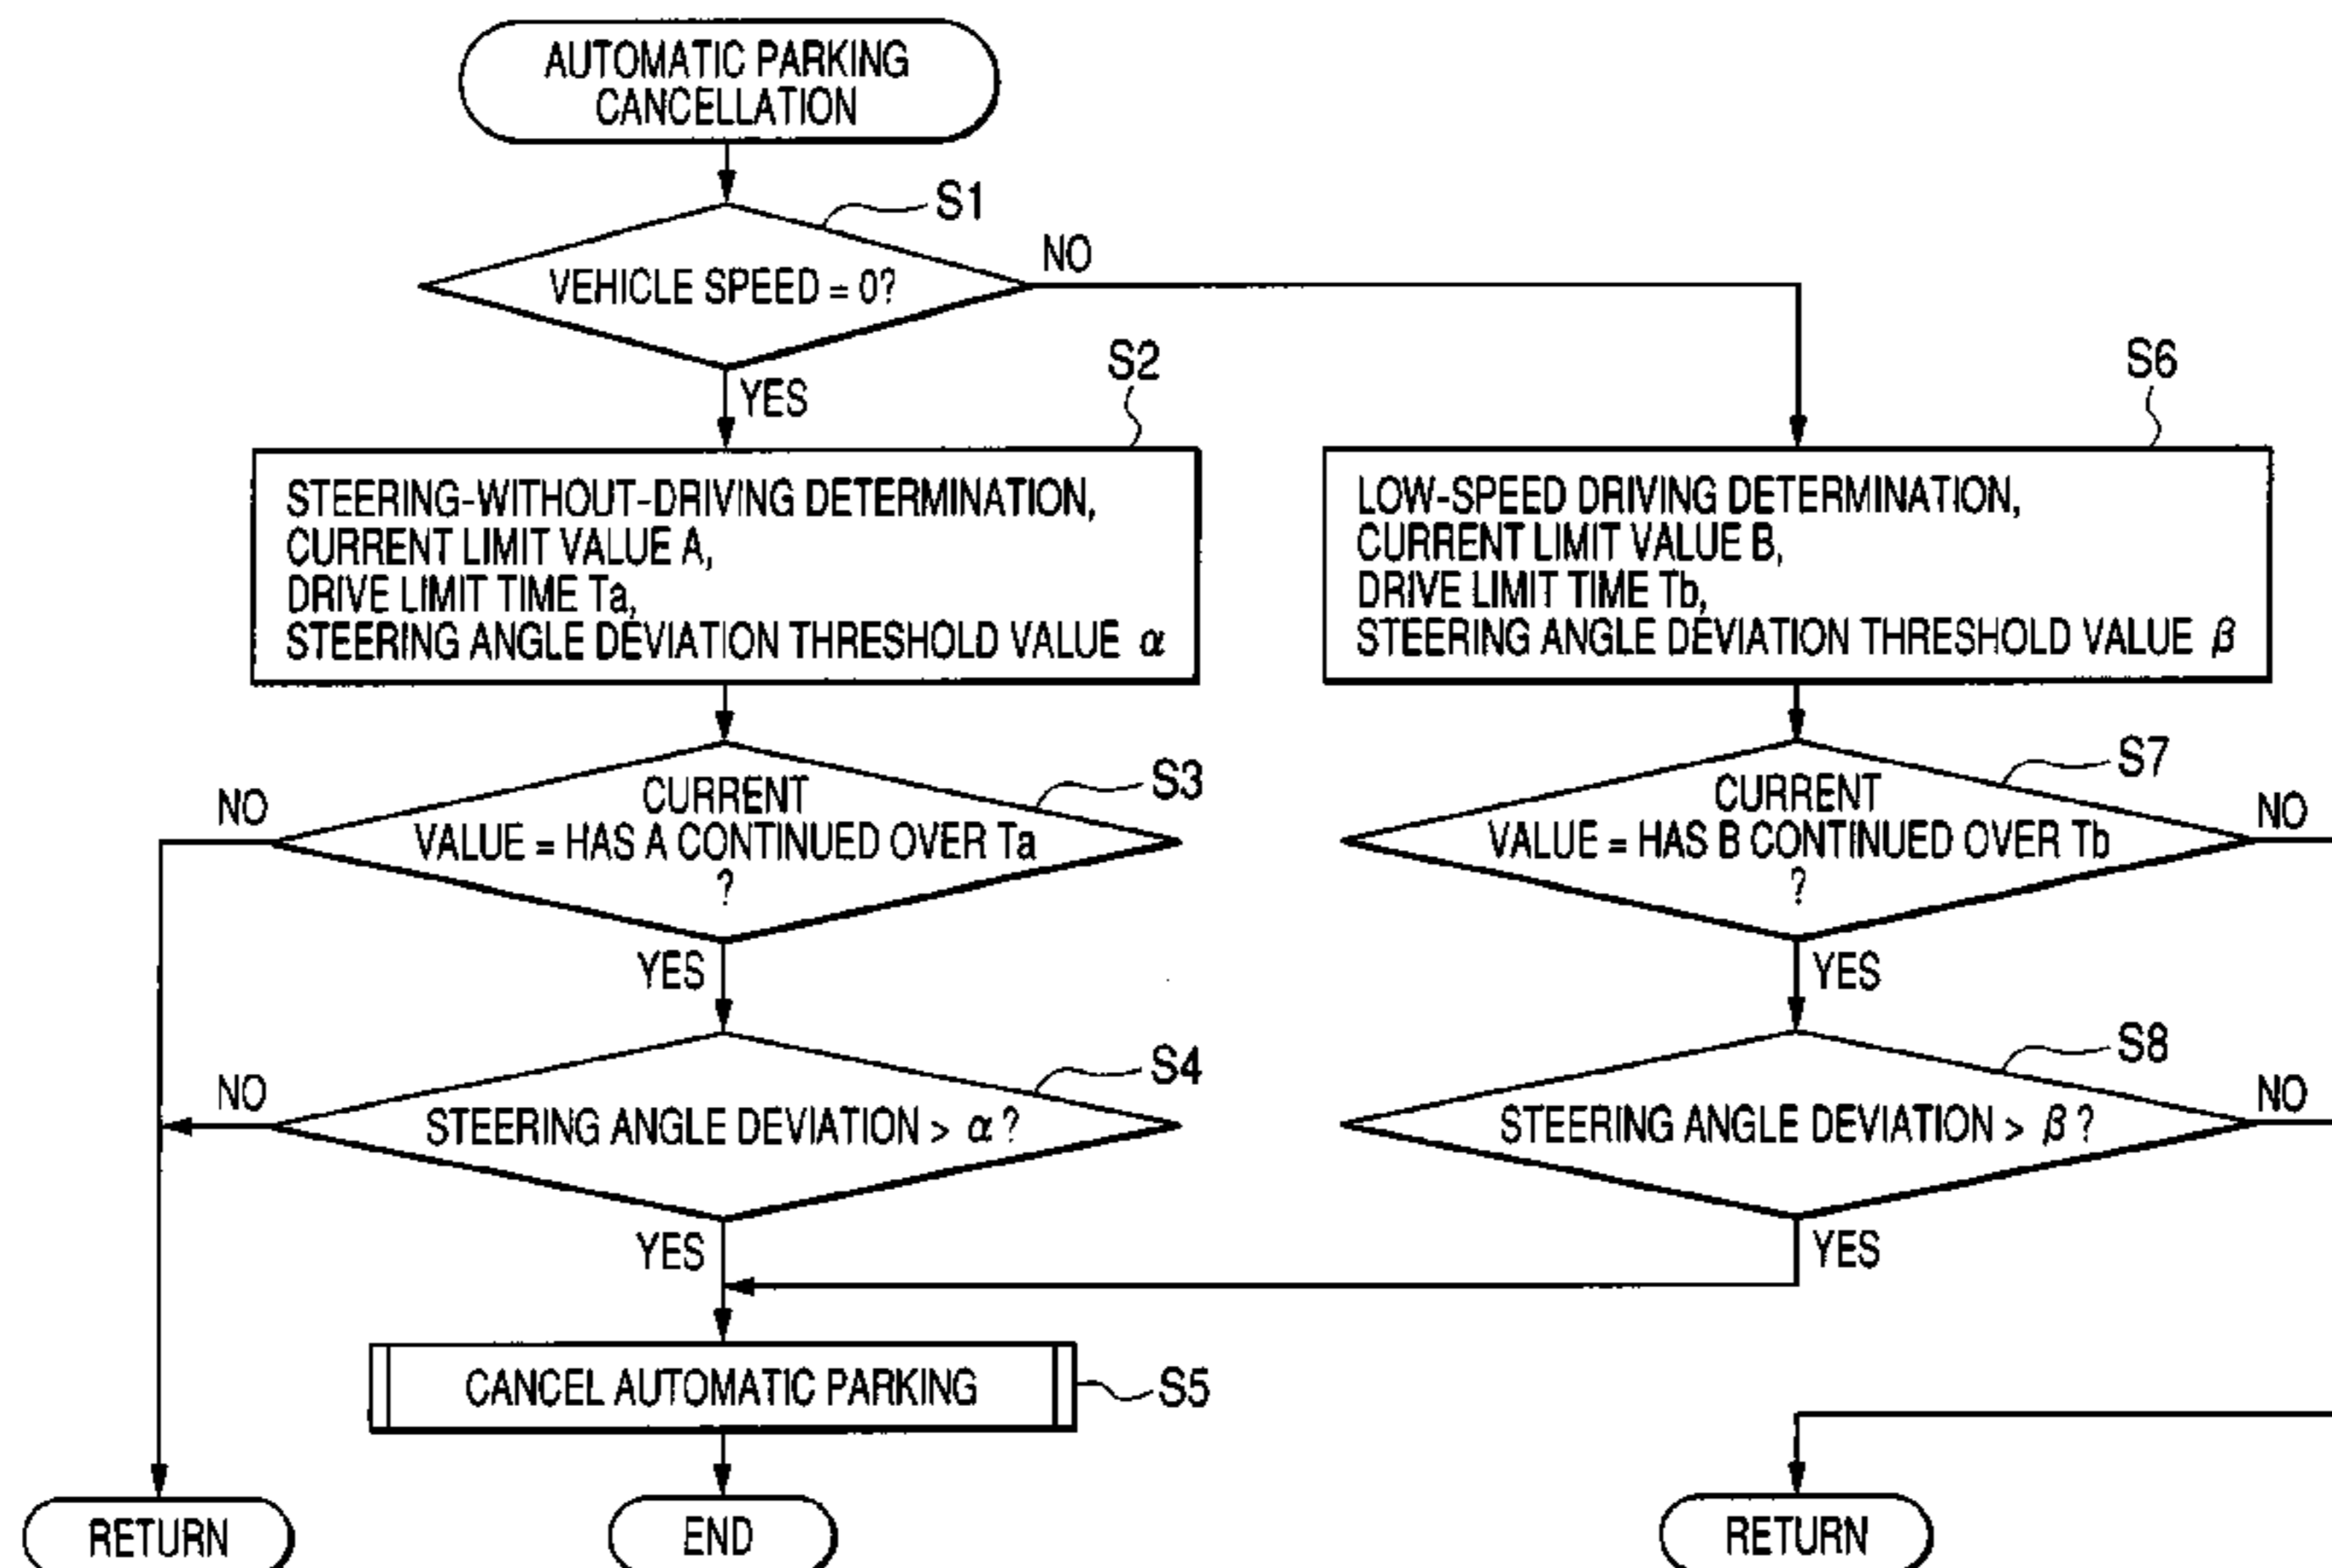 AUTOMATIC PARKING
CANCELLATION
S1
VEHICLE SPEED = 0?
NO
YES
S2
STEERING-WITHOUT-DRIVING DETERMINATION,
CURRENT LIMIT VALUE A,
DRIVE LIMIT TIME Ta,
STEERING ANGLE DEVIATION THRESHOLD VALUE α
S6
LOW-SPEED DRIVING DETERMINATION,
CURRENT LIMIT VALUE B,
DRIVE LIMIT TIME Tb,
STEERING ANGLE DEVIATION THRESHOLD VALUE β
S3
NO
CURRENT
VALUE = HAS A CONTINUED OVER Ta
?
YES
S7
CURRENT
VALUE = HAS B CONTINUED OVER Tb
?
NO
YES
S4
NO
STEERING ANGLE DEVIATION > α ?
YES
S8
STEERING ANGLE DEVIATION > β ?
NO
YES
CANCEL AUTOMATIC PARKING
S5
RETURN
END
RETURN